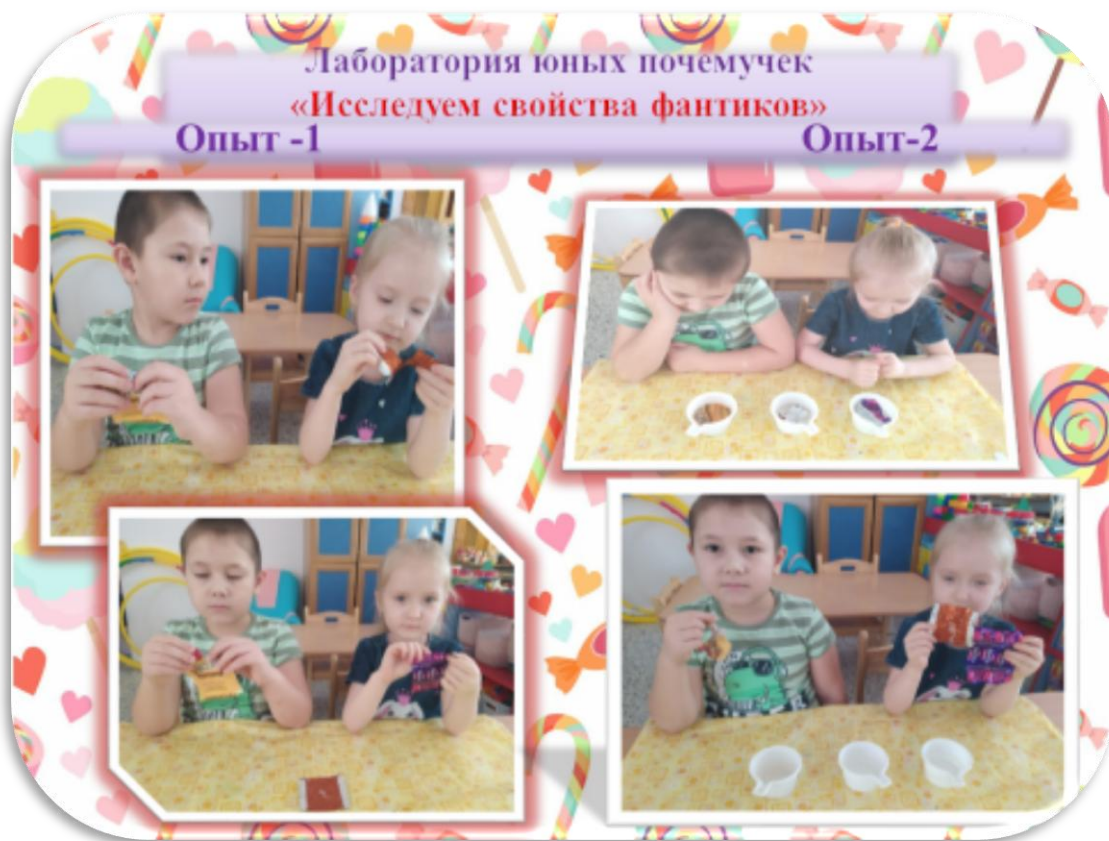 Лаборатория юных почемучек
«Исследуем свойства фантиков»
Опыт -1 Опыт-2